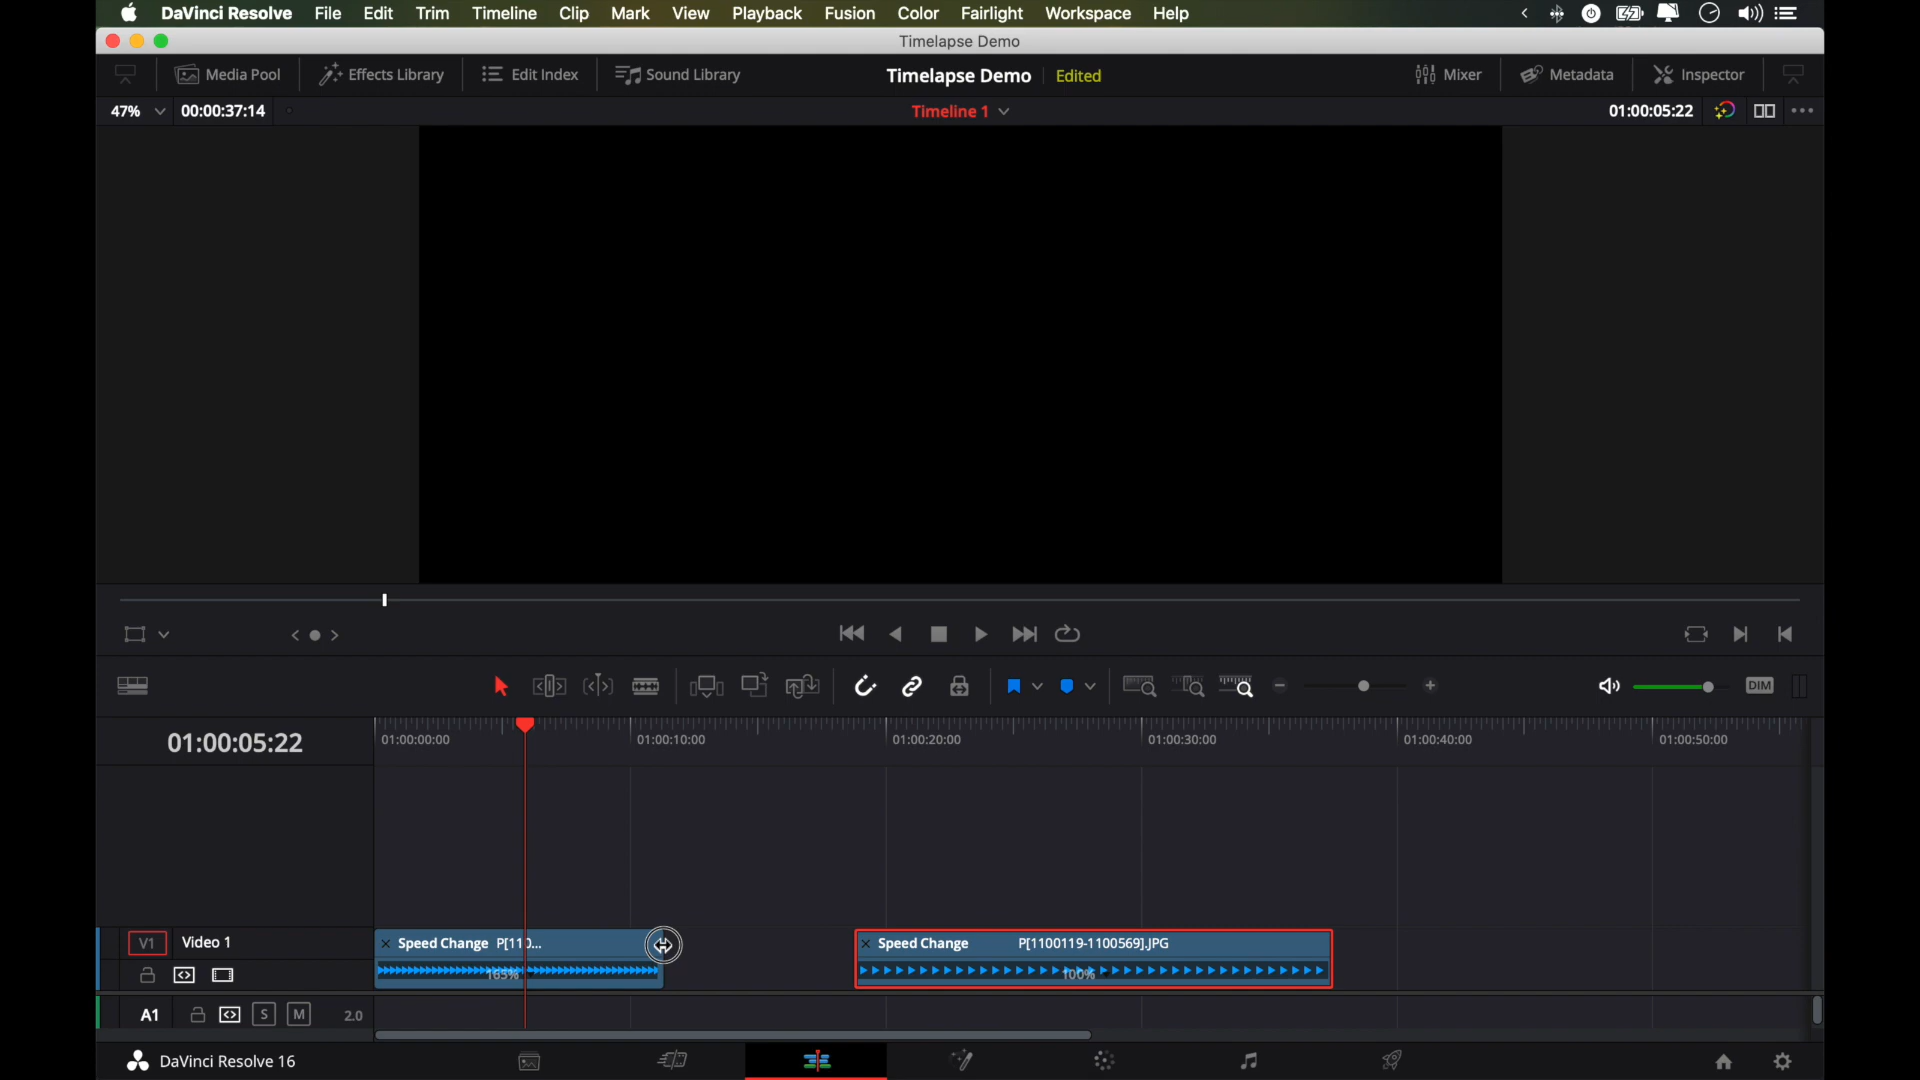 DaVinci Resolve File Edit Trim Timeline Clip Mark View Playback Fusion Color Fairlight Workspace Help
Timelapse Demo
Media Pool Effects Library Edit Index Sound Library Timelapse Demo Edited Mixer Metadata Inspector
47% 00:00:37:14 Timeline 1 01:00:05:22
DIM
01:00:05:22 01:00:00:00 01:00:10:00 01:00:20:00 01:00:30:00 01:00:40:00 01:00:50:00
V1 Video 1 Speed Change P[110... Speed Change P[1100119-1100569].JPG
165% 100%
A1 S M 2.0
DaVinci Resolve 16